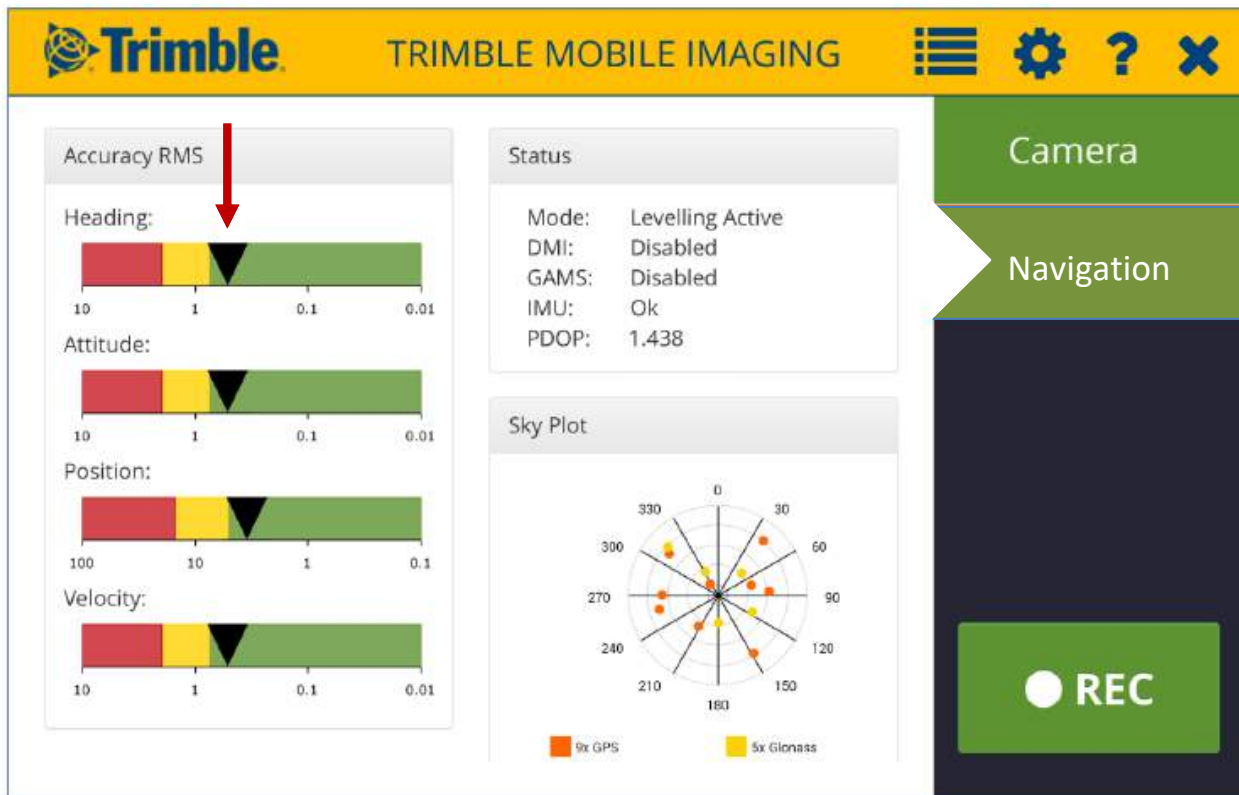 Trimble. TRIMBLE MOBILE IMAGING ?
Accuracy RMS
Heading:
10 1 0.1 0.01
Attitude:
10 1 0.1 0.01
Position:
100 10 1 0.1
Velocity:
10 1 0.1 0.01
Status
Mode: Levelling Active
DMI: Disabled
GAMS: Disabled
IMU: Ok
PDOP: 1.438
Sky Plot
0
330 30
300 60
270 90
240 120
210 150
180
9x GPS 5x Glonass
Camera
Navigation
REC